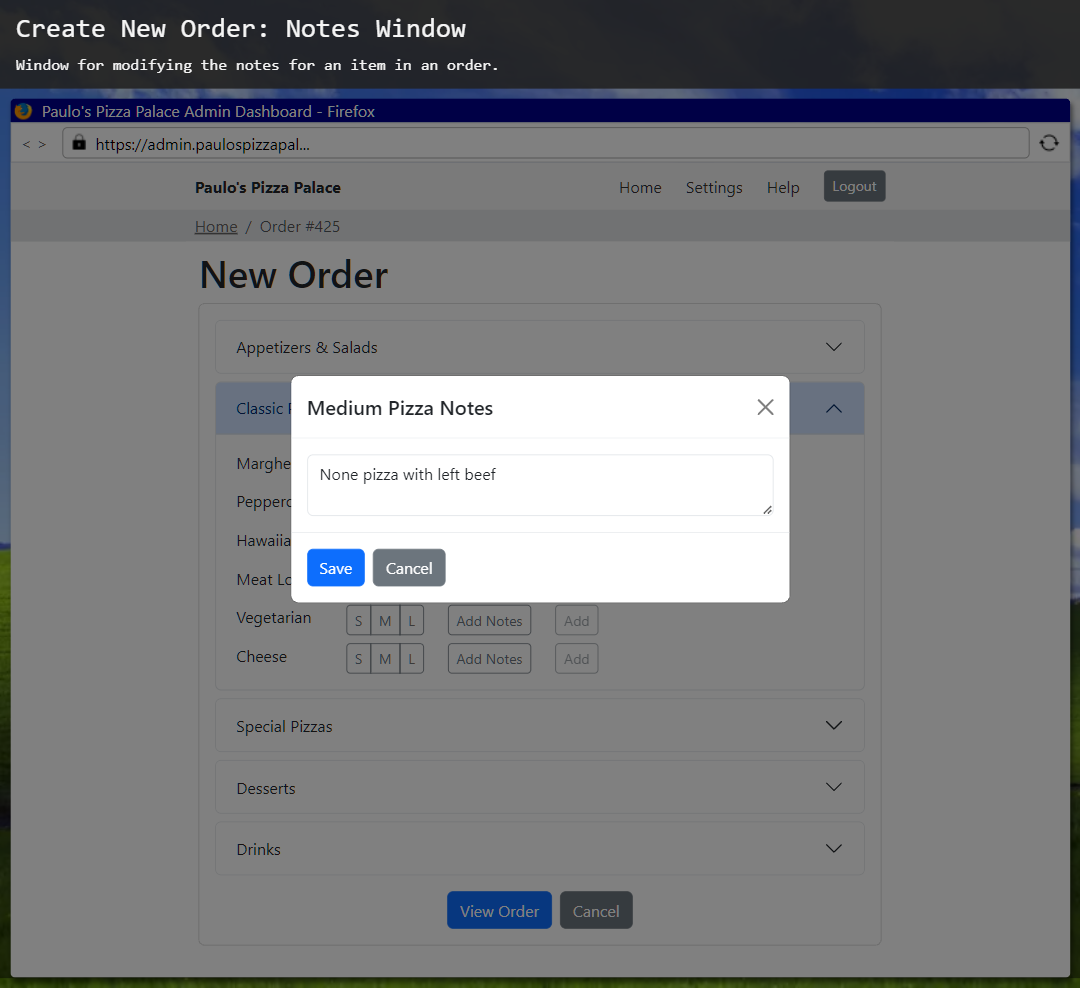 Create New Order: Notes Window
Window for modifying the notes for an item in an order.
Paulo's Pizza Palace Admin Dashboard - Firefox
< >
https://admin.paulospizzapal...
Paulo's Pizza Palace Home Settings Help Logout
Home / Order #425
New Order
Appetizers & Salads
Classic P
Medium Pizza Notes
Marghe
None pizza with left beef
Pepperc
Hawaiia
Meat Lo
Save Cancel
Vegetarian S M L Add Notes Add
Cheese S M L Add Notes Add
Special Pizzas
Desserts
Drinks
View Order Cancel